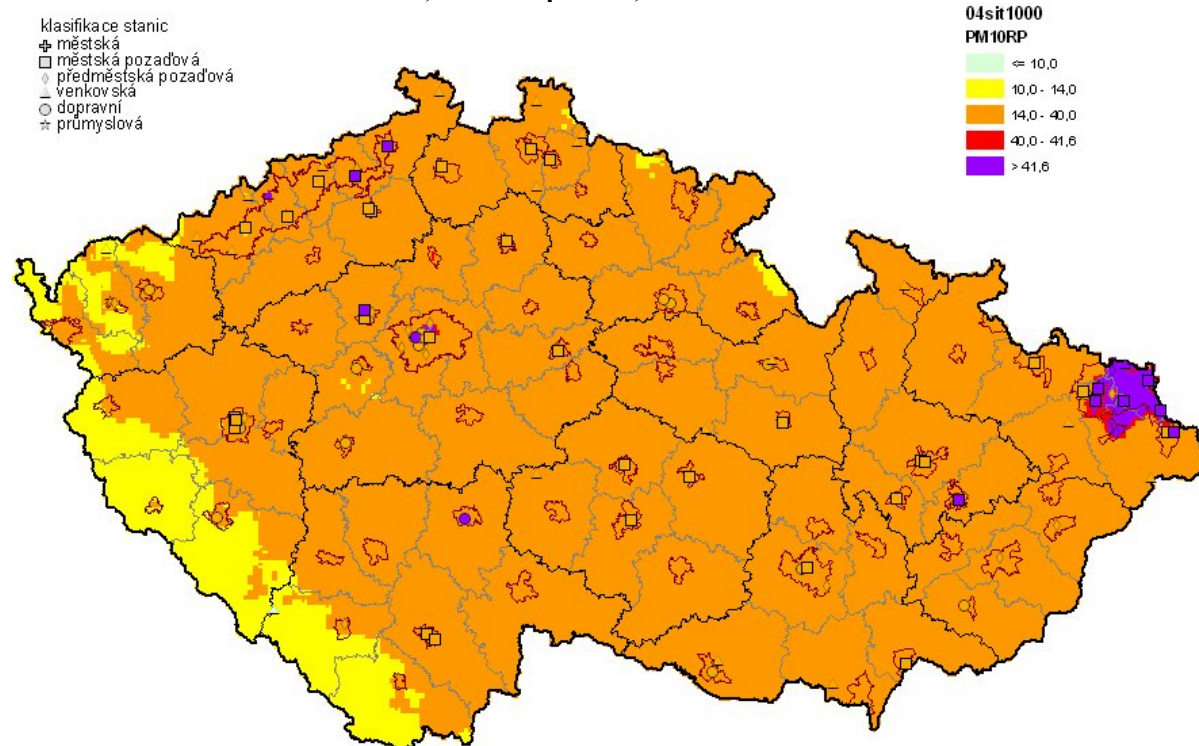 klasifikace stanic
městská
městská pozaďová
předměstská pozaďová
venkovská
dopravní
průmyslová
04sit1000
PM10RP
<= 10,0
10,0 - 14,0
14,0 - 40,0
40,0 - 41,6
> 41,6